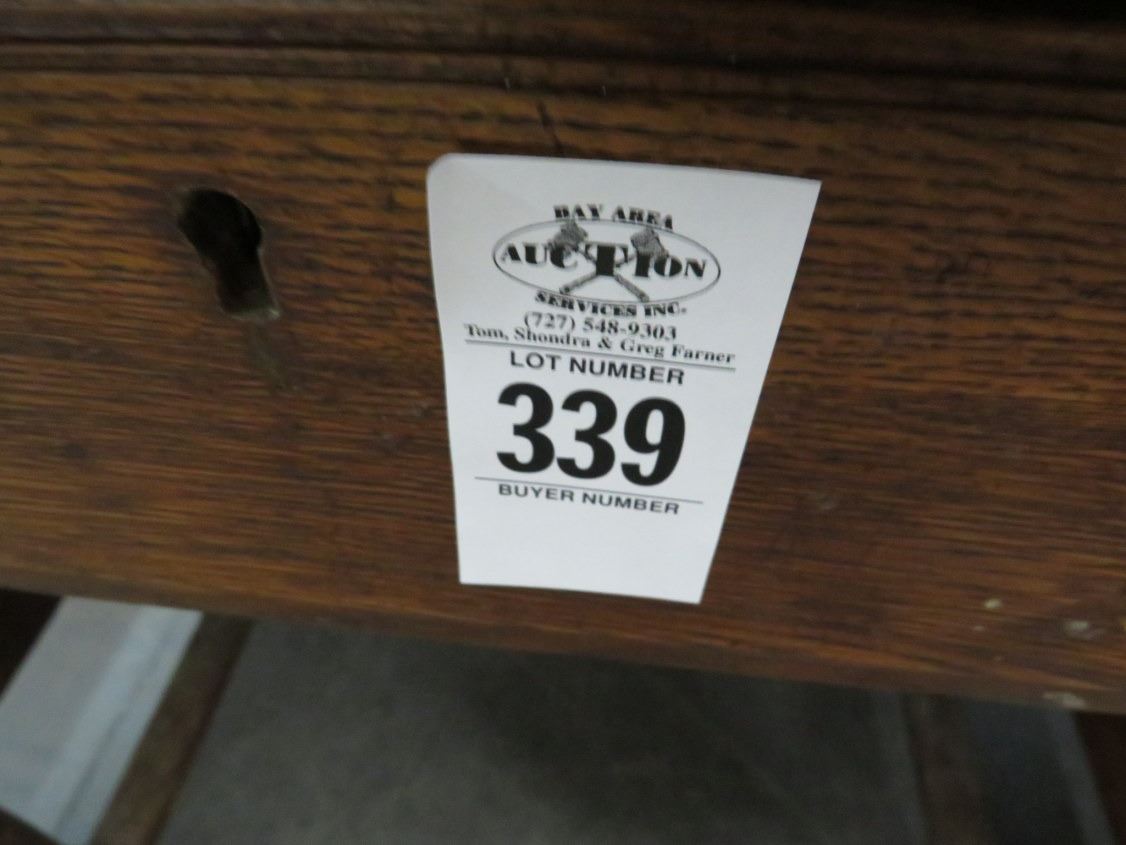 BAY AREA
AUCTION
SERVICES INC.
(727) 548-9303
Tom, Shondra & Greg Farner
LOT NUMBER
339
BUYER NUMBER